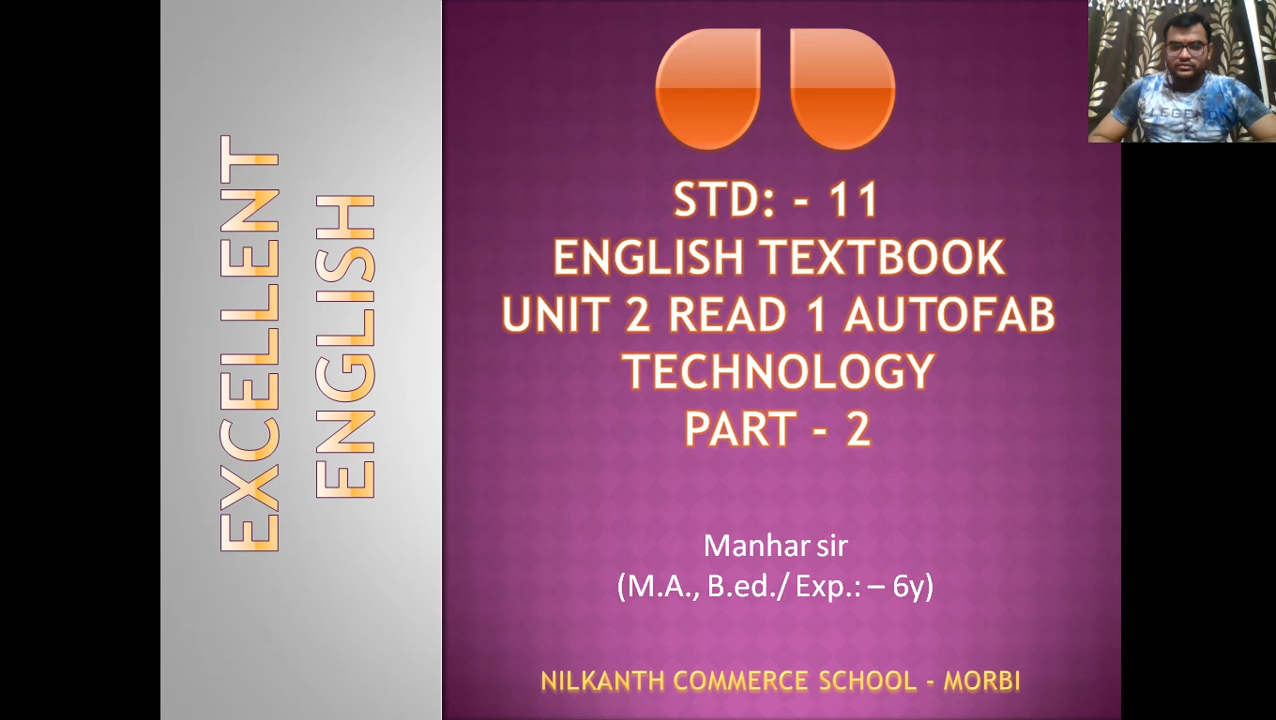 EXCELLENT
ENGLISH
STD: - 11
ENGLISH TEXTBOOK
UNIT 2 READ 1 AUTOFAB
TECHNOLOGY
PART - 2
Manhar sir
(M.A., B.ed./ Exp.: – 6y)
NILKANTH COMMERCE SCHOOL - MORBI
LEGEND